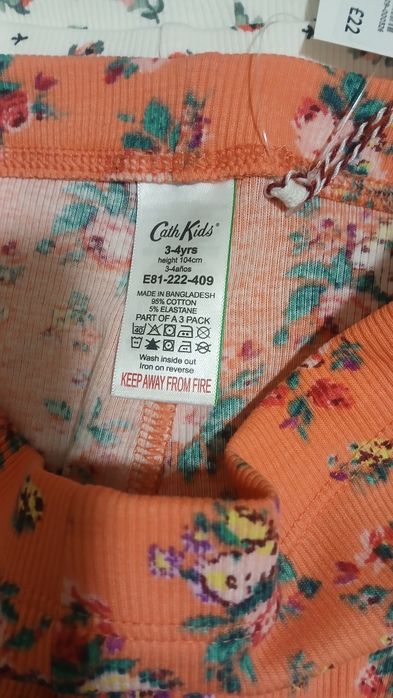 £22
Cath Kids®
3-4yrs
height 104cm
3-4años
E81-222-409
MADE IN BANGLADESH
95% COTTON
5% ELASTANE
PART OF A 3 PACK
Wash inside out
Iron on reverse
KEEP AWAY FROM FIRE